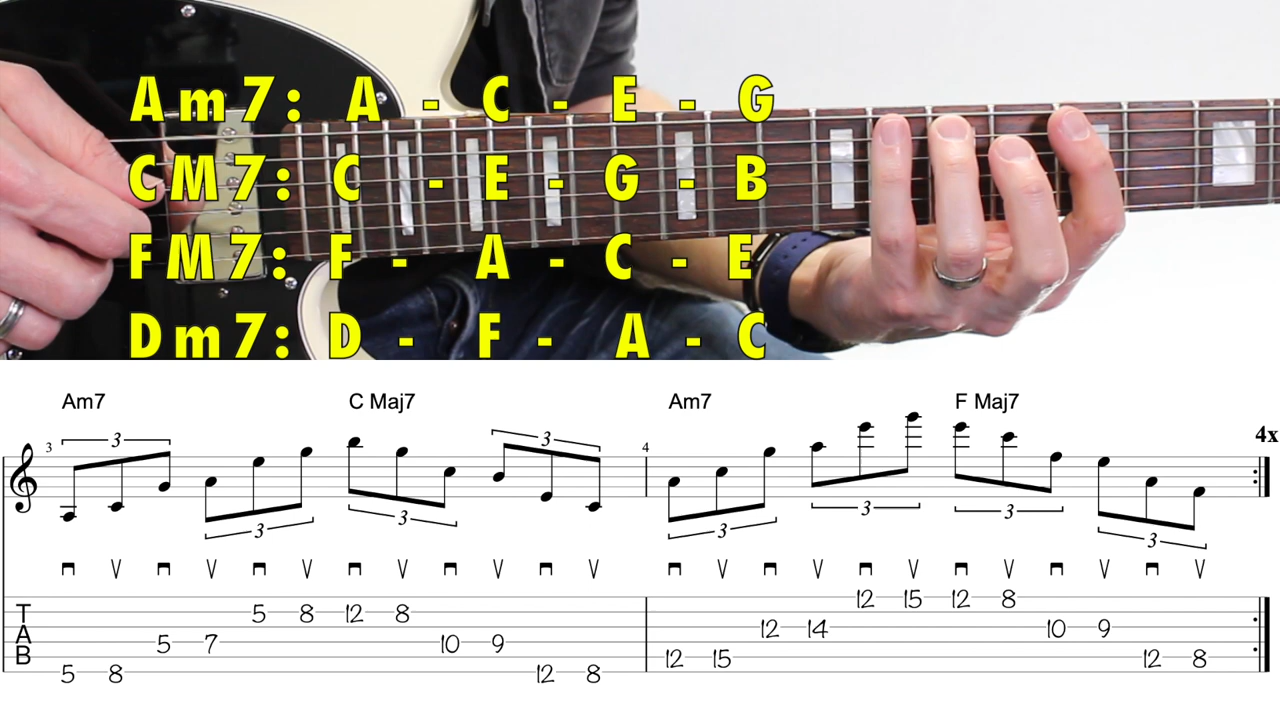 Am7: A - C - E - G
CM7: C - E - G - B
FM7: F - A - C - E
Dm7: D - F - A - C
Am7 C Maj7 Am7 F Maj7
3 3 3 4 4x
3 3 3 3 3
12 15 12 8
T 5 8 12 8
12 14 10 9
A 5 7 10 9
B 12 15 12 8
5 8 12 8